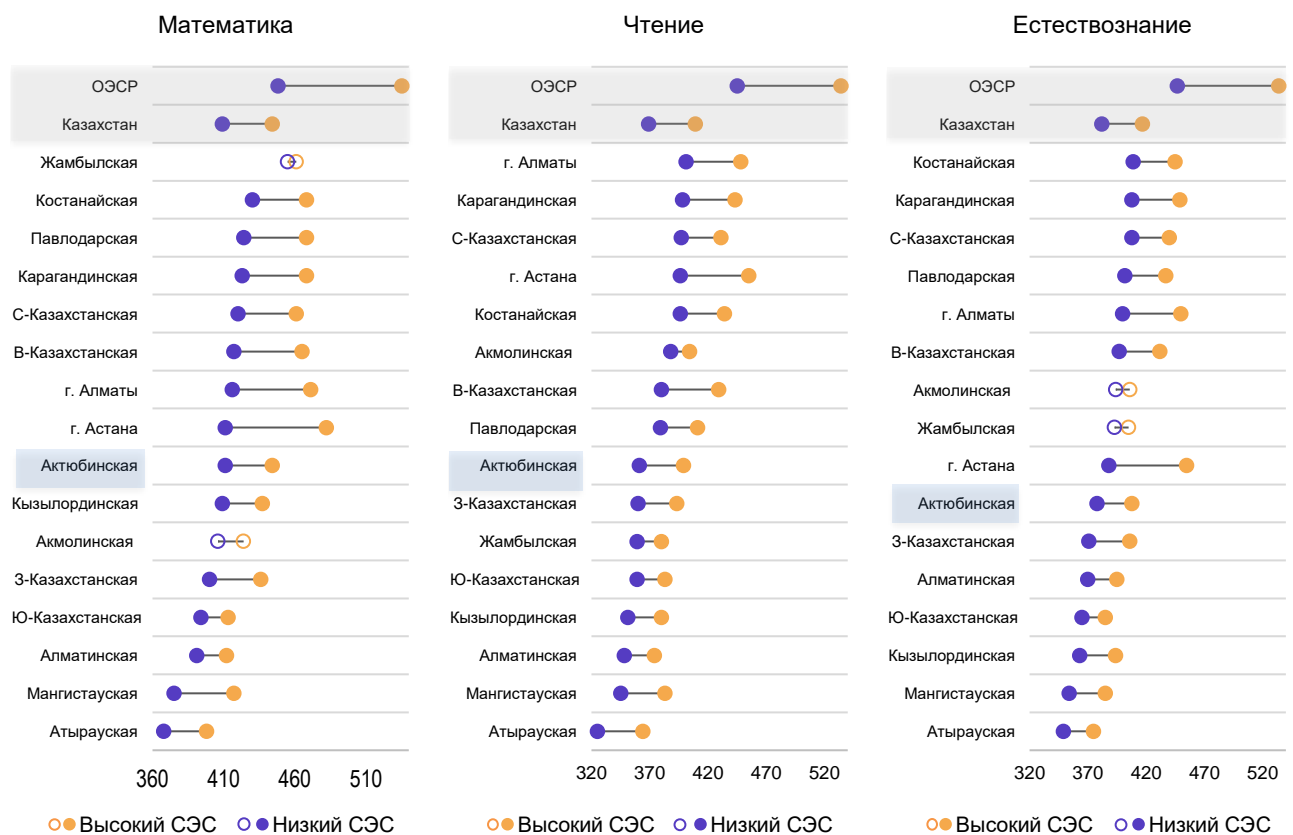 Математика
ОЭСР
Казахстан
Жамбылская
Костанайская
Павлодарская
Карагандинская
С-Казахстанская
В-Казахстанская
г. Алматы
г. Астана
Актюбинская
Кызылординская
Акмолинская
З-Казахстанская
Ю-Казахстанская
Алматинская
Мангистауская
Атырауская
360 410 460 510
Высокий СЭС Низкий СЭС
Чтение
ОЭСР
Казахстан
г. Алматы
Карагандинская
С-Казахстанская
г. Астана
Костанайская
Акмолинская
В-Казахстанская
Павлодарская
Актюбинская
З-Казахстанская
Жамбылская
Ю-Казахстанская
Кызылординская
Алматинская
Мангистауская
Атырауская
320 370 420 470 520
Высокий СЭС Низкий СЭС
Естествознание
ОЭСР
Казахстан
Костанайская
Карагандинская
С-Казахстанская
Павлодарская
г. Алматы
В-Казахстанская
Акмолинская
Жамбылская
г. Астана
Актюбинская
З-Казахстанская
Алматинская
Ю-Казахстанская
Кызылординская
Мангистауская
Атырауская
320 370 420 470 520
Высокий СЭС Низкий СЭС